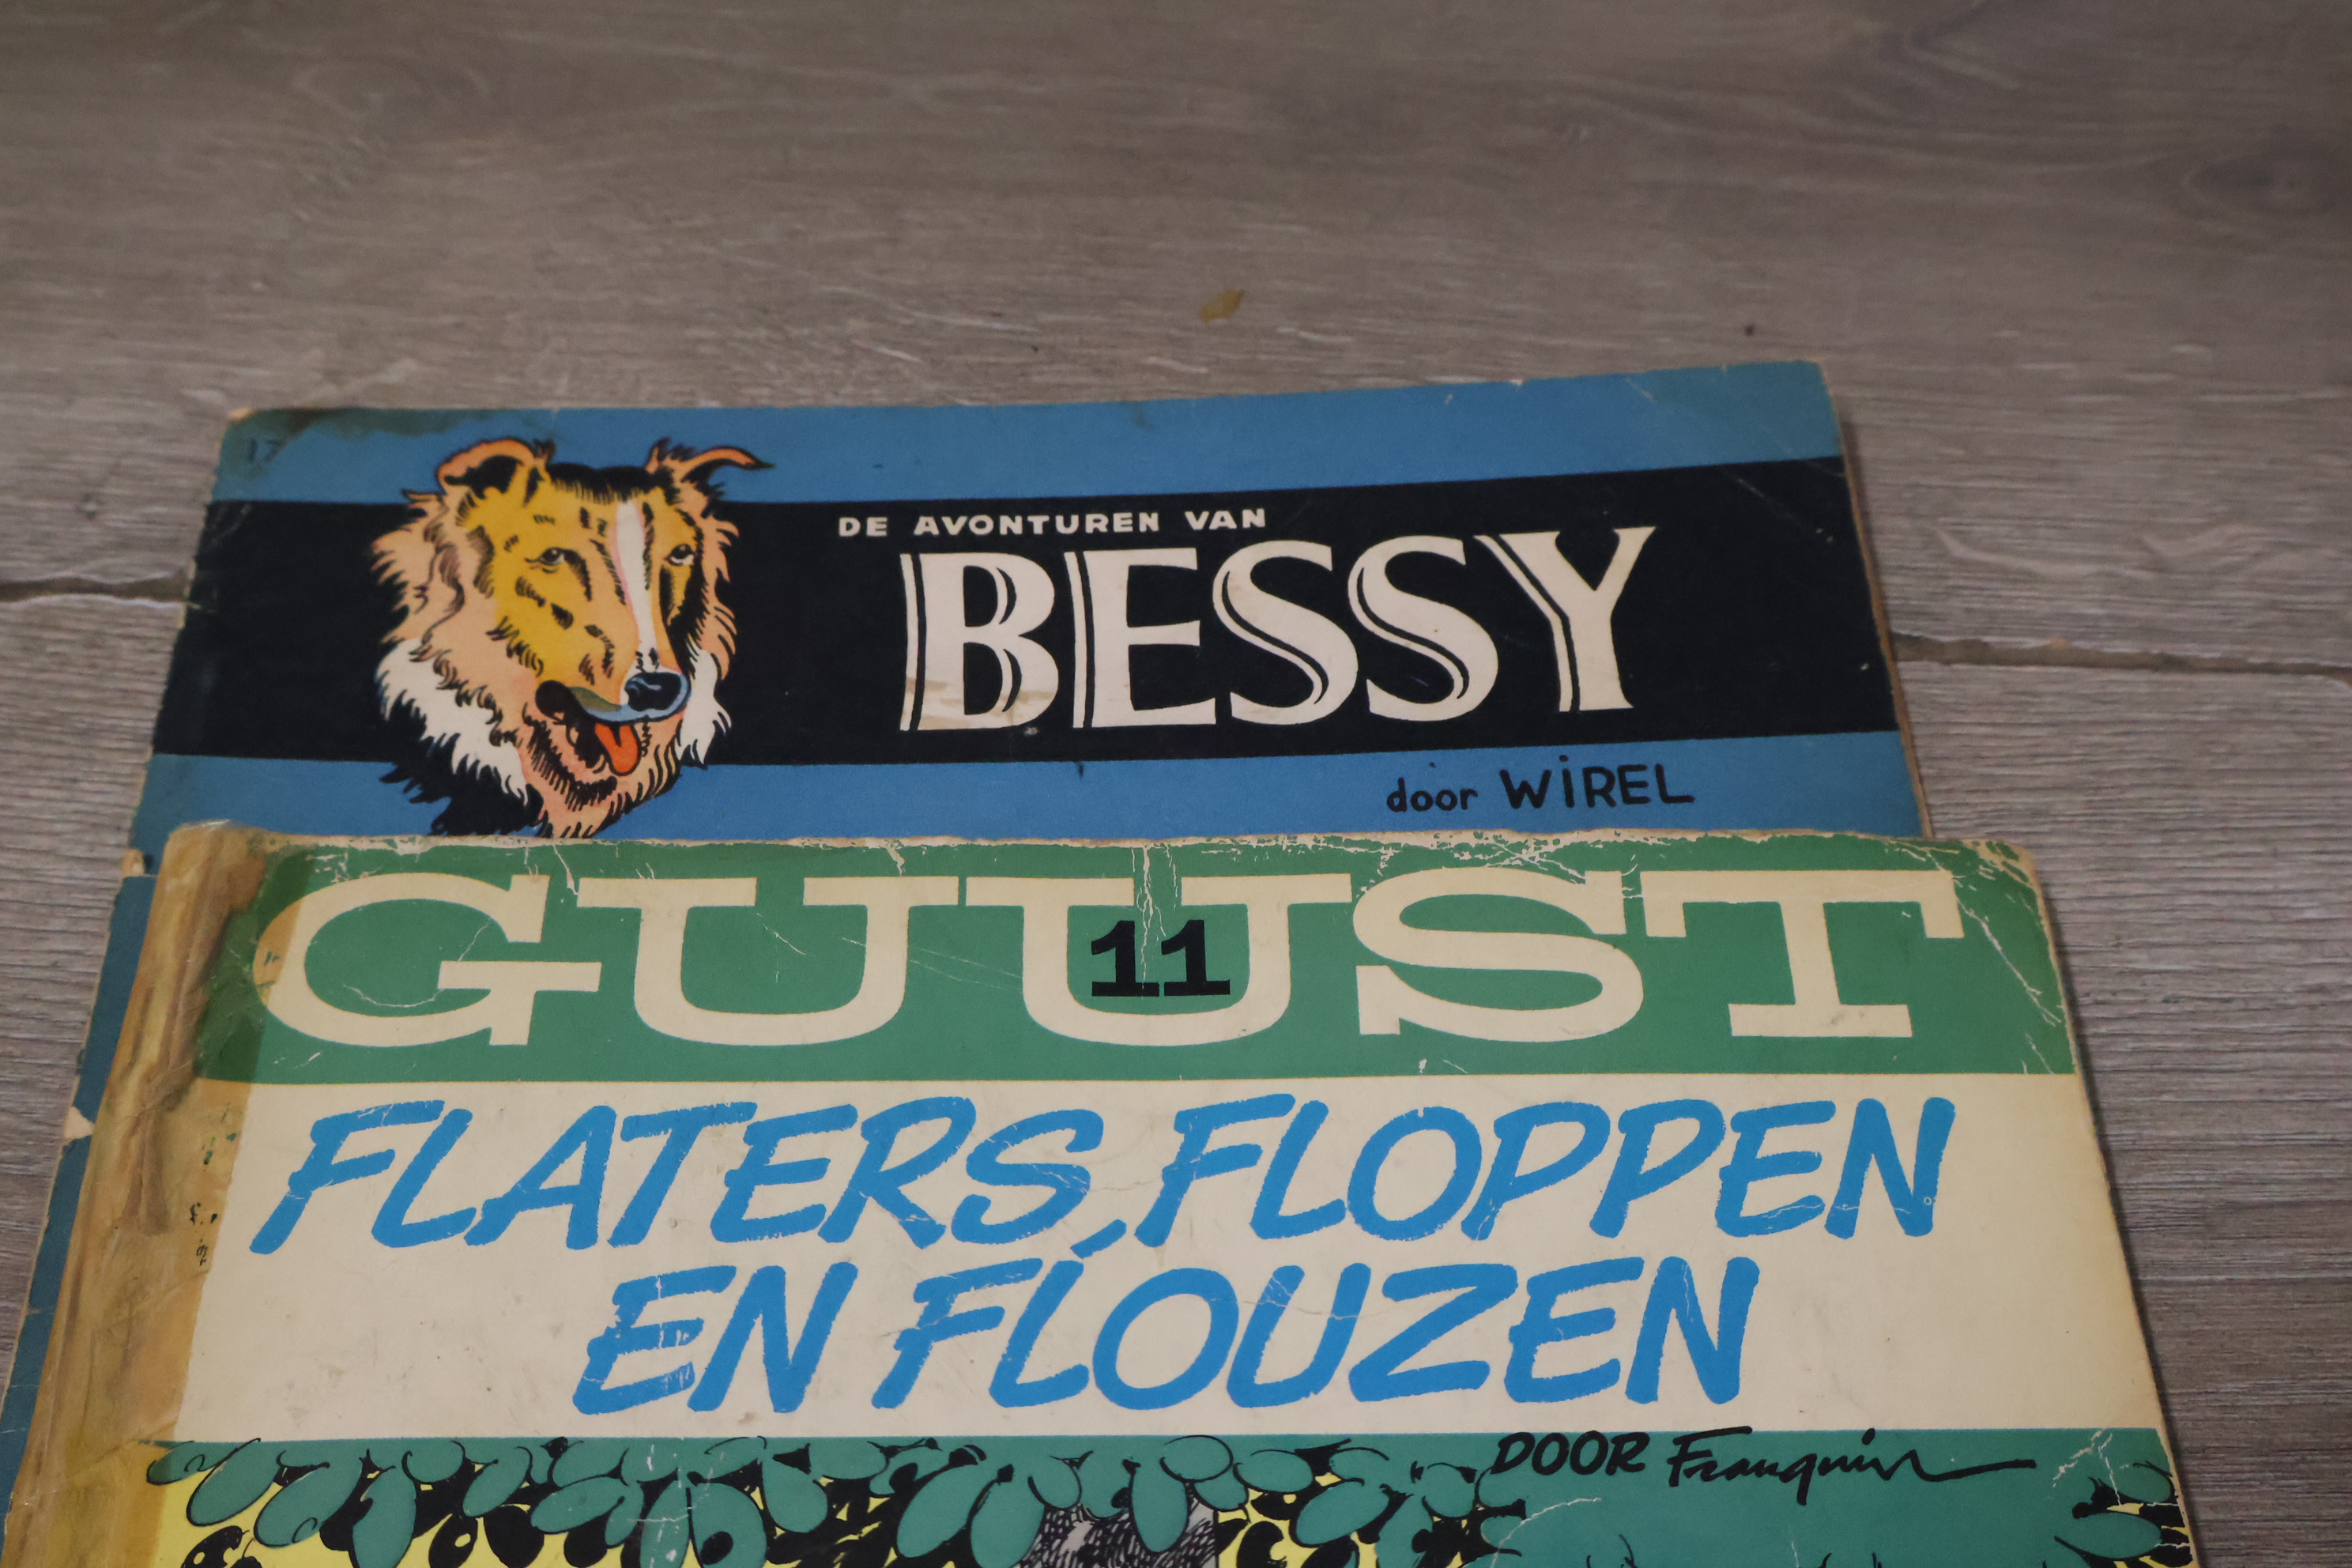 17
DE AVONTUREN VAN
BESSY
door WiREL
GUUST
11
FLATERS, FLOPPEN
EN FLOUZEN
DOOR Franquin